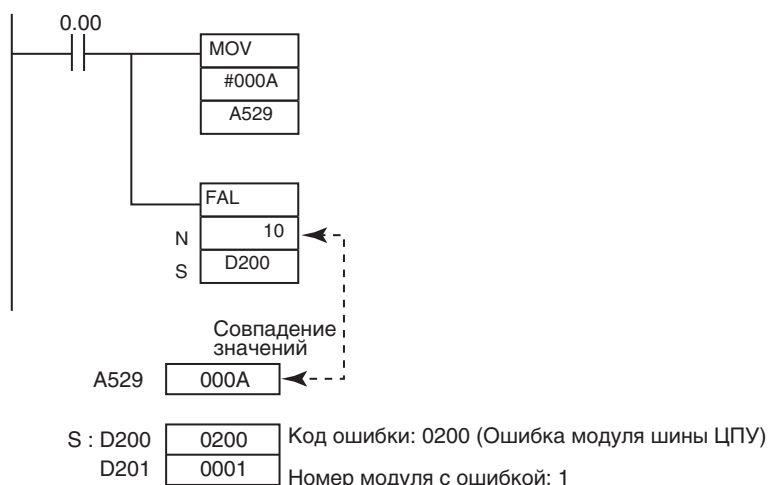 0.00
MOV
#000A
A529
FAL
N 10
S D200
Совпадение
значений
A529 000A
S : D200 0200 Код ошибки: 0200 (Ошибка модуля шины ЦПУ)
D201 0001 Номер модуля с ошибкой: 1